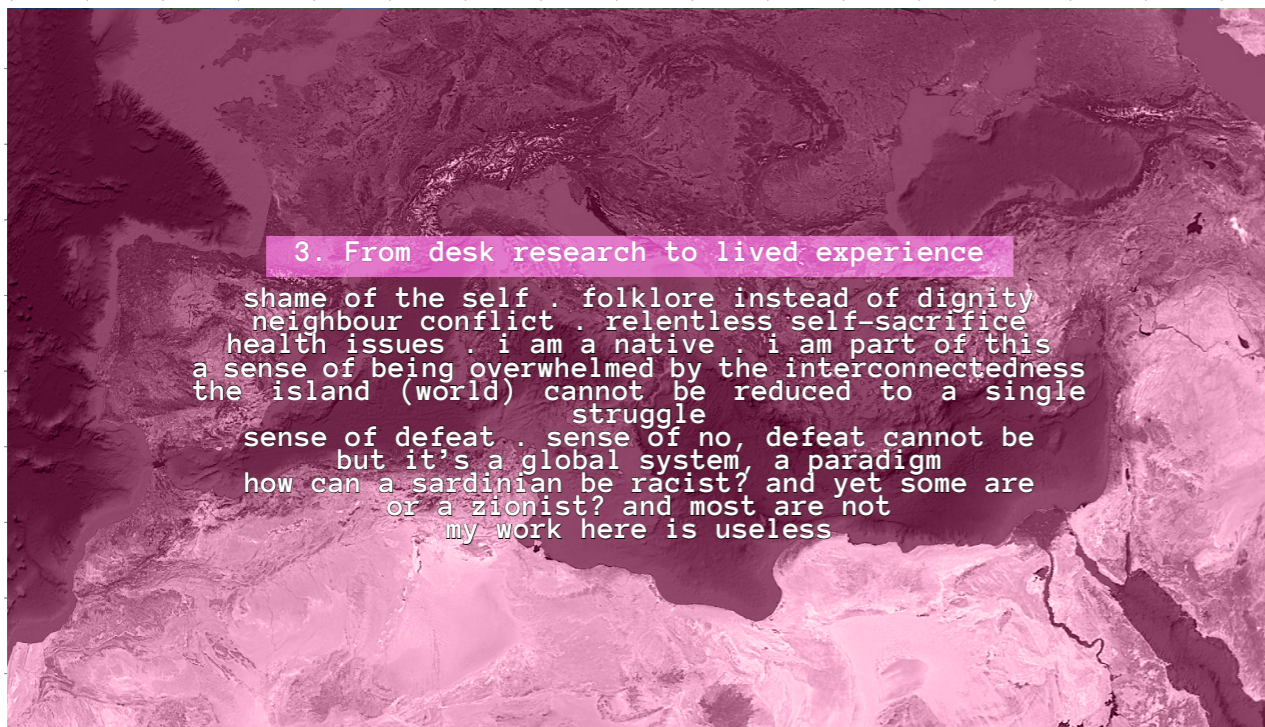 3. From desk research to lived experience
shame of the self . folklore instead of dignity
neighbour conflict . relentless self-sacrifice
health issues . i am a native . i am part of this
a sense of being overwhelmed by the interconnectedness
the island (world) cannot be reduced to a single
struggle
sense of defeat . sense of no, defeat cannot be
but it’s a global system, a paradigm
how can a sardinian be racist? and yet some are
or a zionist? and most are not
my work here is useless